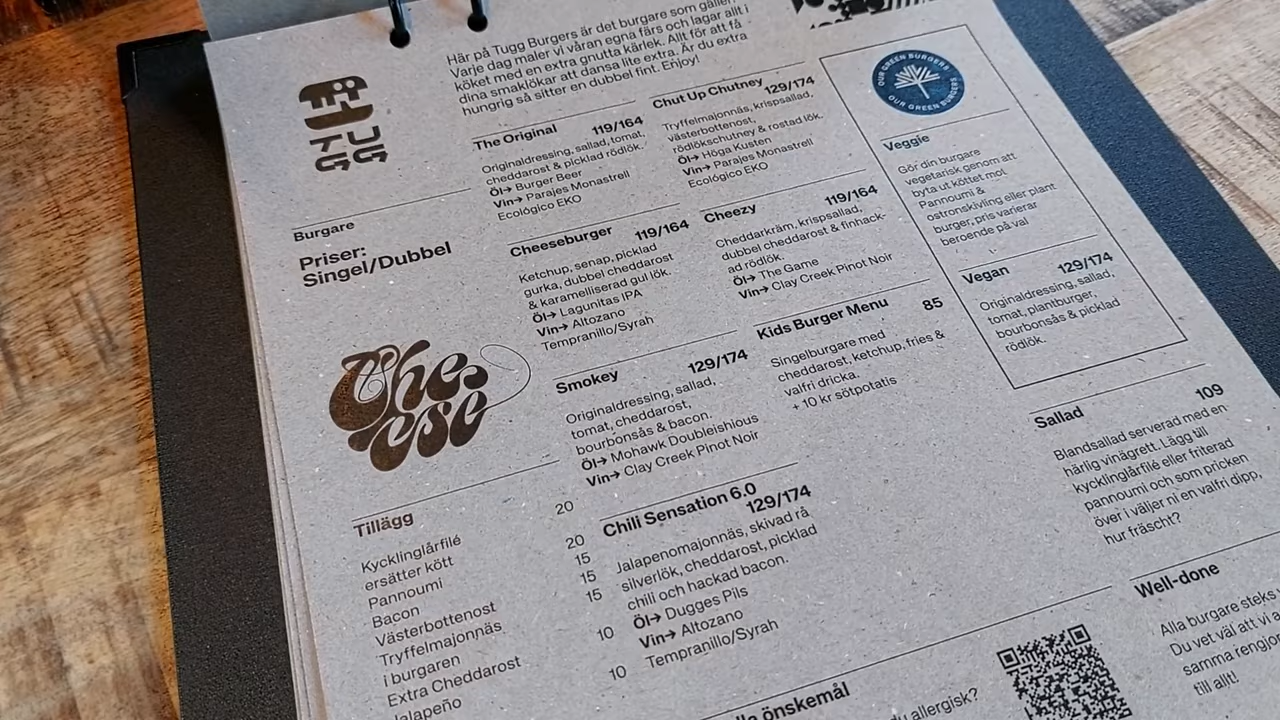 Här på Tugg Burgers är det burgare som gäller.
Varje dag maler vi våran egna färs och lagar allt i
köket med en extra gnutta kärlek. Allt för att få
dina smaklökar att dansa lite extra. Är du extra
hungrig så sitter en dubbel fint. Enjoy!
TU
GG
Burgare
Priser:
Singel/Dubbel
The Original 119/164
Originaldressing, sallad, tomat,
cheddarost & picklad rödlök.
Öl→ Burger Beer
Vin→ Parajes Monastrell
Ecológico EKO
Cheeseburger 119/164
Ketchup, senap, picklad
gurka, dubbel cheddarost
& karamelliserad gul lök.
Öl→ Lagunitas IPA
Vin→ Altozano
Tempranillo/Syrah
Smokey 129/174
Originaldressing, sallad,
tomat, cheddarost,
bourbonsås & bacon.
Öl→ Mohawk Doubleishious
Vin→ Clay Creek Pinot Noir
Chili Sensation 6.0
129/174
Jalapenomajonnäs, skivad rå
silverlök, cheddarost, picklad
chili och hackad bacon.
Öl→ Dugges Pils
Vin→ Altozano
Tempranillo/Syrah
Chut Up Chutney
129/174
Tryffelmajonnäs, krispsallad,
västerbottenost,
rödlökschutney & rostad lök.
Öl→ Höga Kusten
Vin→ Parajes Monastrell
Ecológico EKO
Cheezy 119/164
Cheddarkräm, krispsallad,
dubbel cheddarost & finhack-
ad rödlök.
Öl→ The Game
Vin→ Clay Creek Pinot Noir
Kids Burger Menu 85
Singelburgare med
cheddarost, ketchup, fries &
valfri dricka.
+ 10 kr sötpotatis
OUR GREEN BURGERS
OUR GREEN BURGERS
Veggie
Gör din burgare
vegetarisk genom att
byta ut köttet mot
Pannoumi &
ostronskivling eller plant
burger, pris varierar
beroende på val
Vegan 129/174
Originaldressing, sallad,
tomat, plantburger,
bourbonsås & picklad
rödlök.
Sallad 109
Blandsallad serverad med en
härlig vinägrett. Lägg till
kycklinglårfilé eller friterad
pannoumi och som pricken
över i väljer ni en valfri dipp,
hur fräscht?
Cheese
Tillägg
Kycklinglårfilé 20
ersätter kött
Pannoumi 20
Bacon 15
Västerbottenost 15
Tryffelmajonnäs 15
i burgaren
Extra Cheddarost 10
Jalapeño 10
önskemål
du allergisk?
Well-done
Alla burgare steks
Du vet väl att vi a
samma rengjo
till allt!